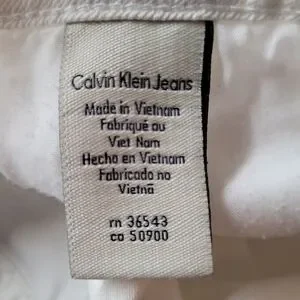 Calvin Klein Jeans
Made in Vietnam
Fabriqué au
Viet Nam
Hecho en Vietnam
Fabricado no
Vietnã
rn 36543
ca 50900